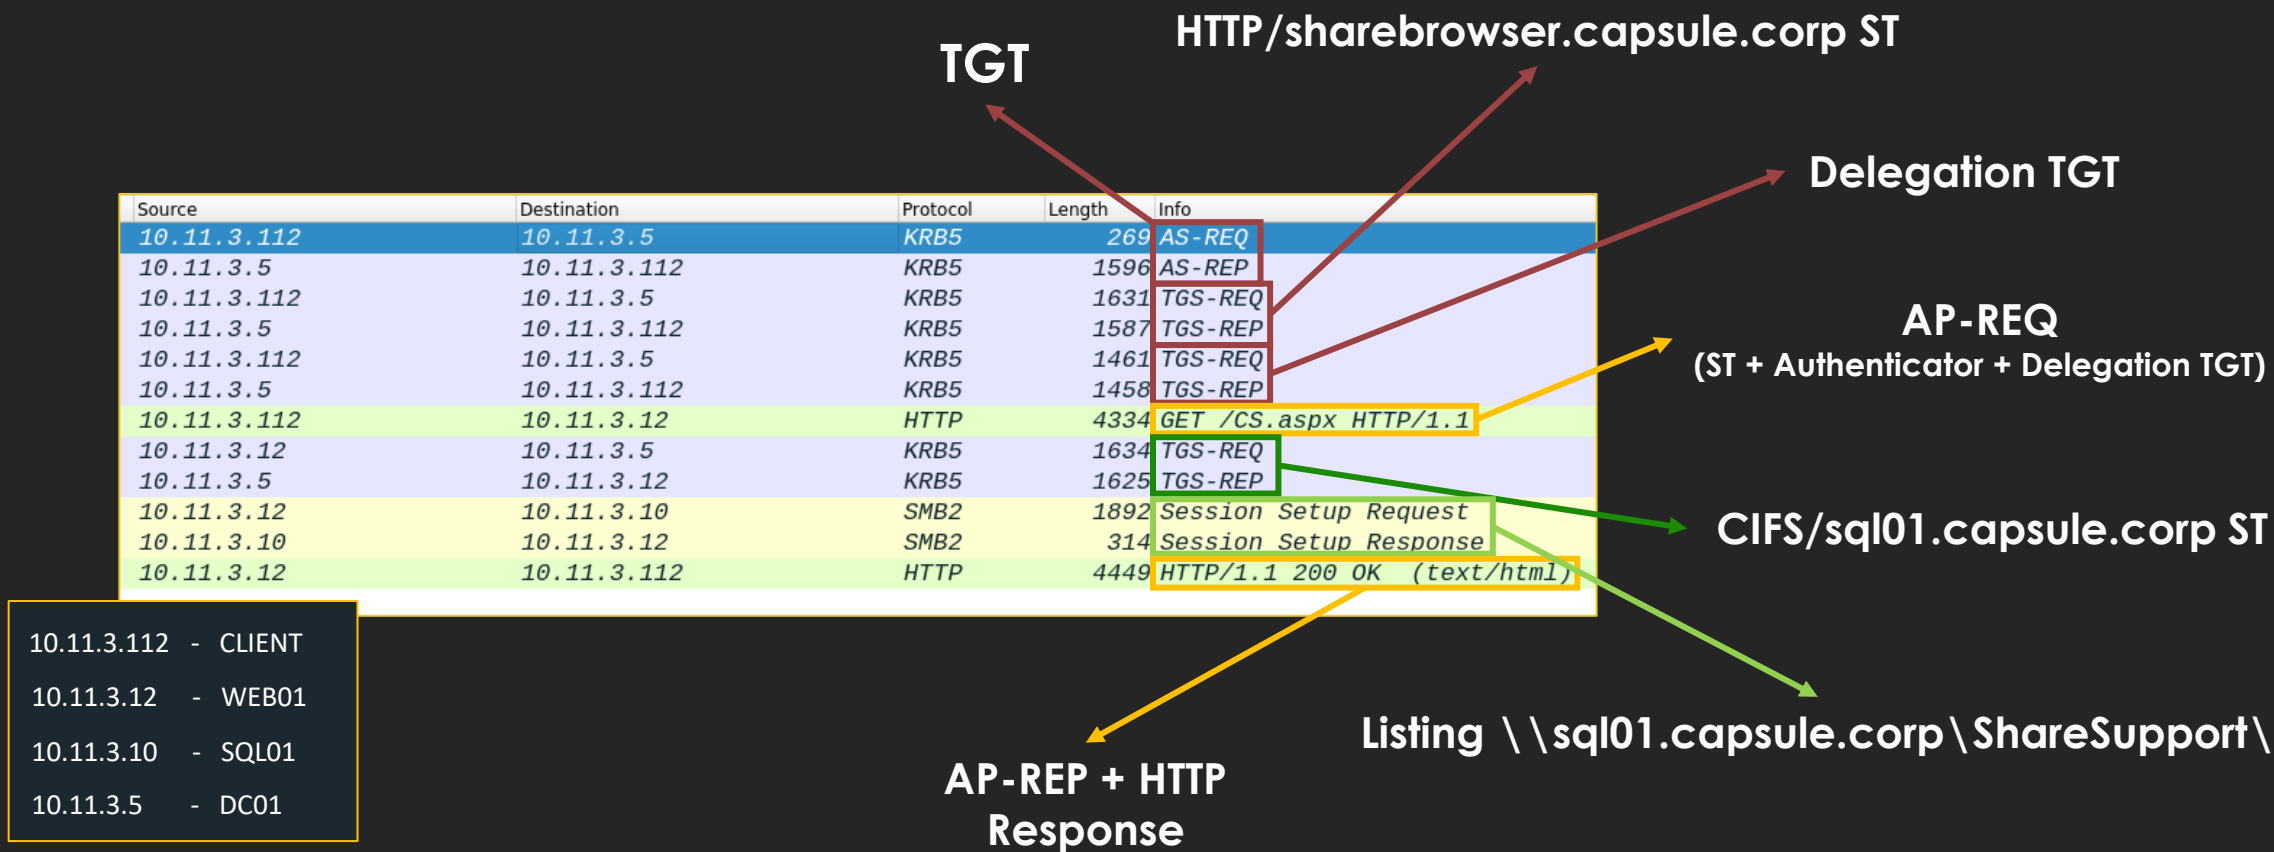 HTTP/sharebrowser.capsule.corp ST
TGT
Delegation TGT
Source Destination Protocol Length Info
10.11.3.112 10.11.3.5 KRB5 269 AS-REQ
10.11.3.5 10.11.3.112 KRB5 1596 AS-REP
10.11.3.112 10.11.3.5 KRB5 1631 TGS-REQ
10.11.3.5 10.11.3.112 KRB5 1587 TGS-REP
10.11.3.112 10.11.3.5 KRB5 1461 TGS-REQ
10.11.3.5 10.11.3.112 KRB5 1458 TGS-REP
10.11.3.112 10.11.3.12 HTTP 4334 GET /CS.aspx HTTP/1.1
10.11.3.12 10.11.3.5 KRB5 1634 TGS-REQ
10.11.3.5 10.11.3.12 KRB5 1625 TGS-REP
10.11.3.12 10.11.3.10 SMB2 1892 Session Setup Request
10.11.3.10 10.11.3.12 SMB2 314 Session Setup Response
10.11.3.12 10.11.3.112 HTTP 4449 HTTP/1.1 200 OK (text/html)
AP-REQ
(ST + Authenticator + Delegation TGT)
CIFS/sql01.capsule.corp ST
Listing \\sql01.capsule.corp\ShareSupport\
AP-REP + HTTP
Response
10.11.3.112 - CLIENT
10.11.3.12 - WEB01
10.11.3.10 - SQL01
10.11.3.5 - DC01